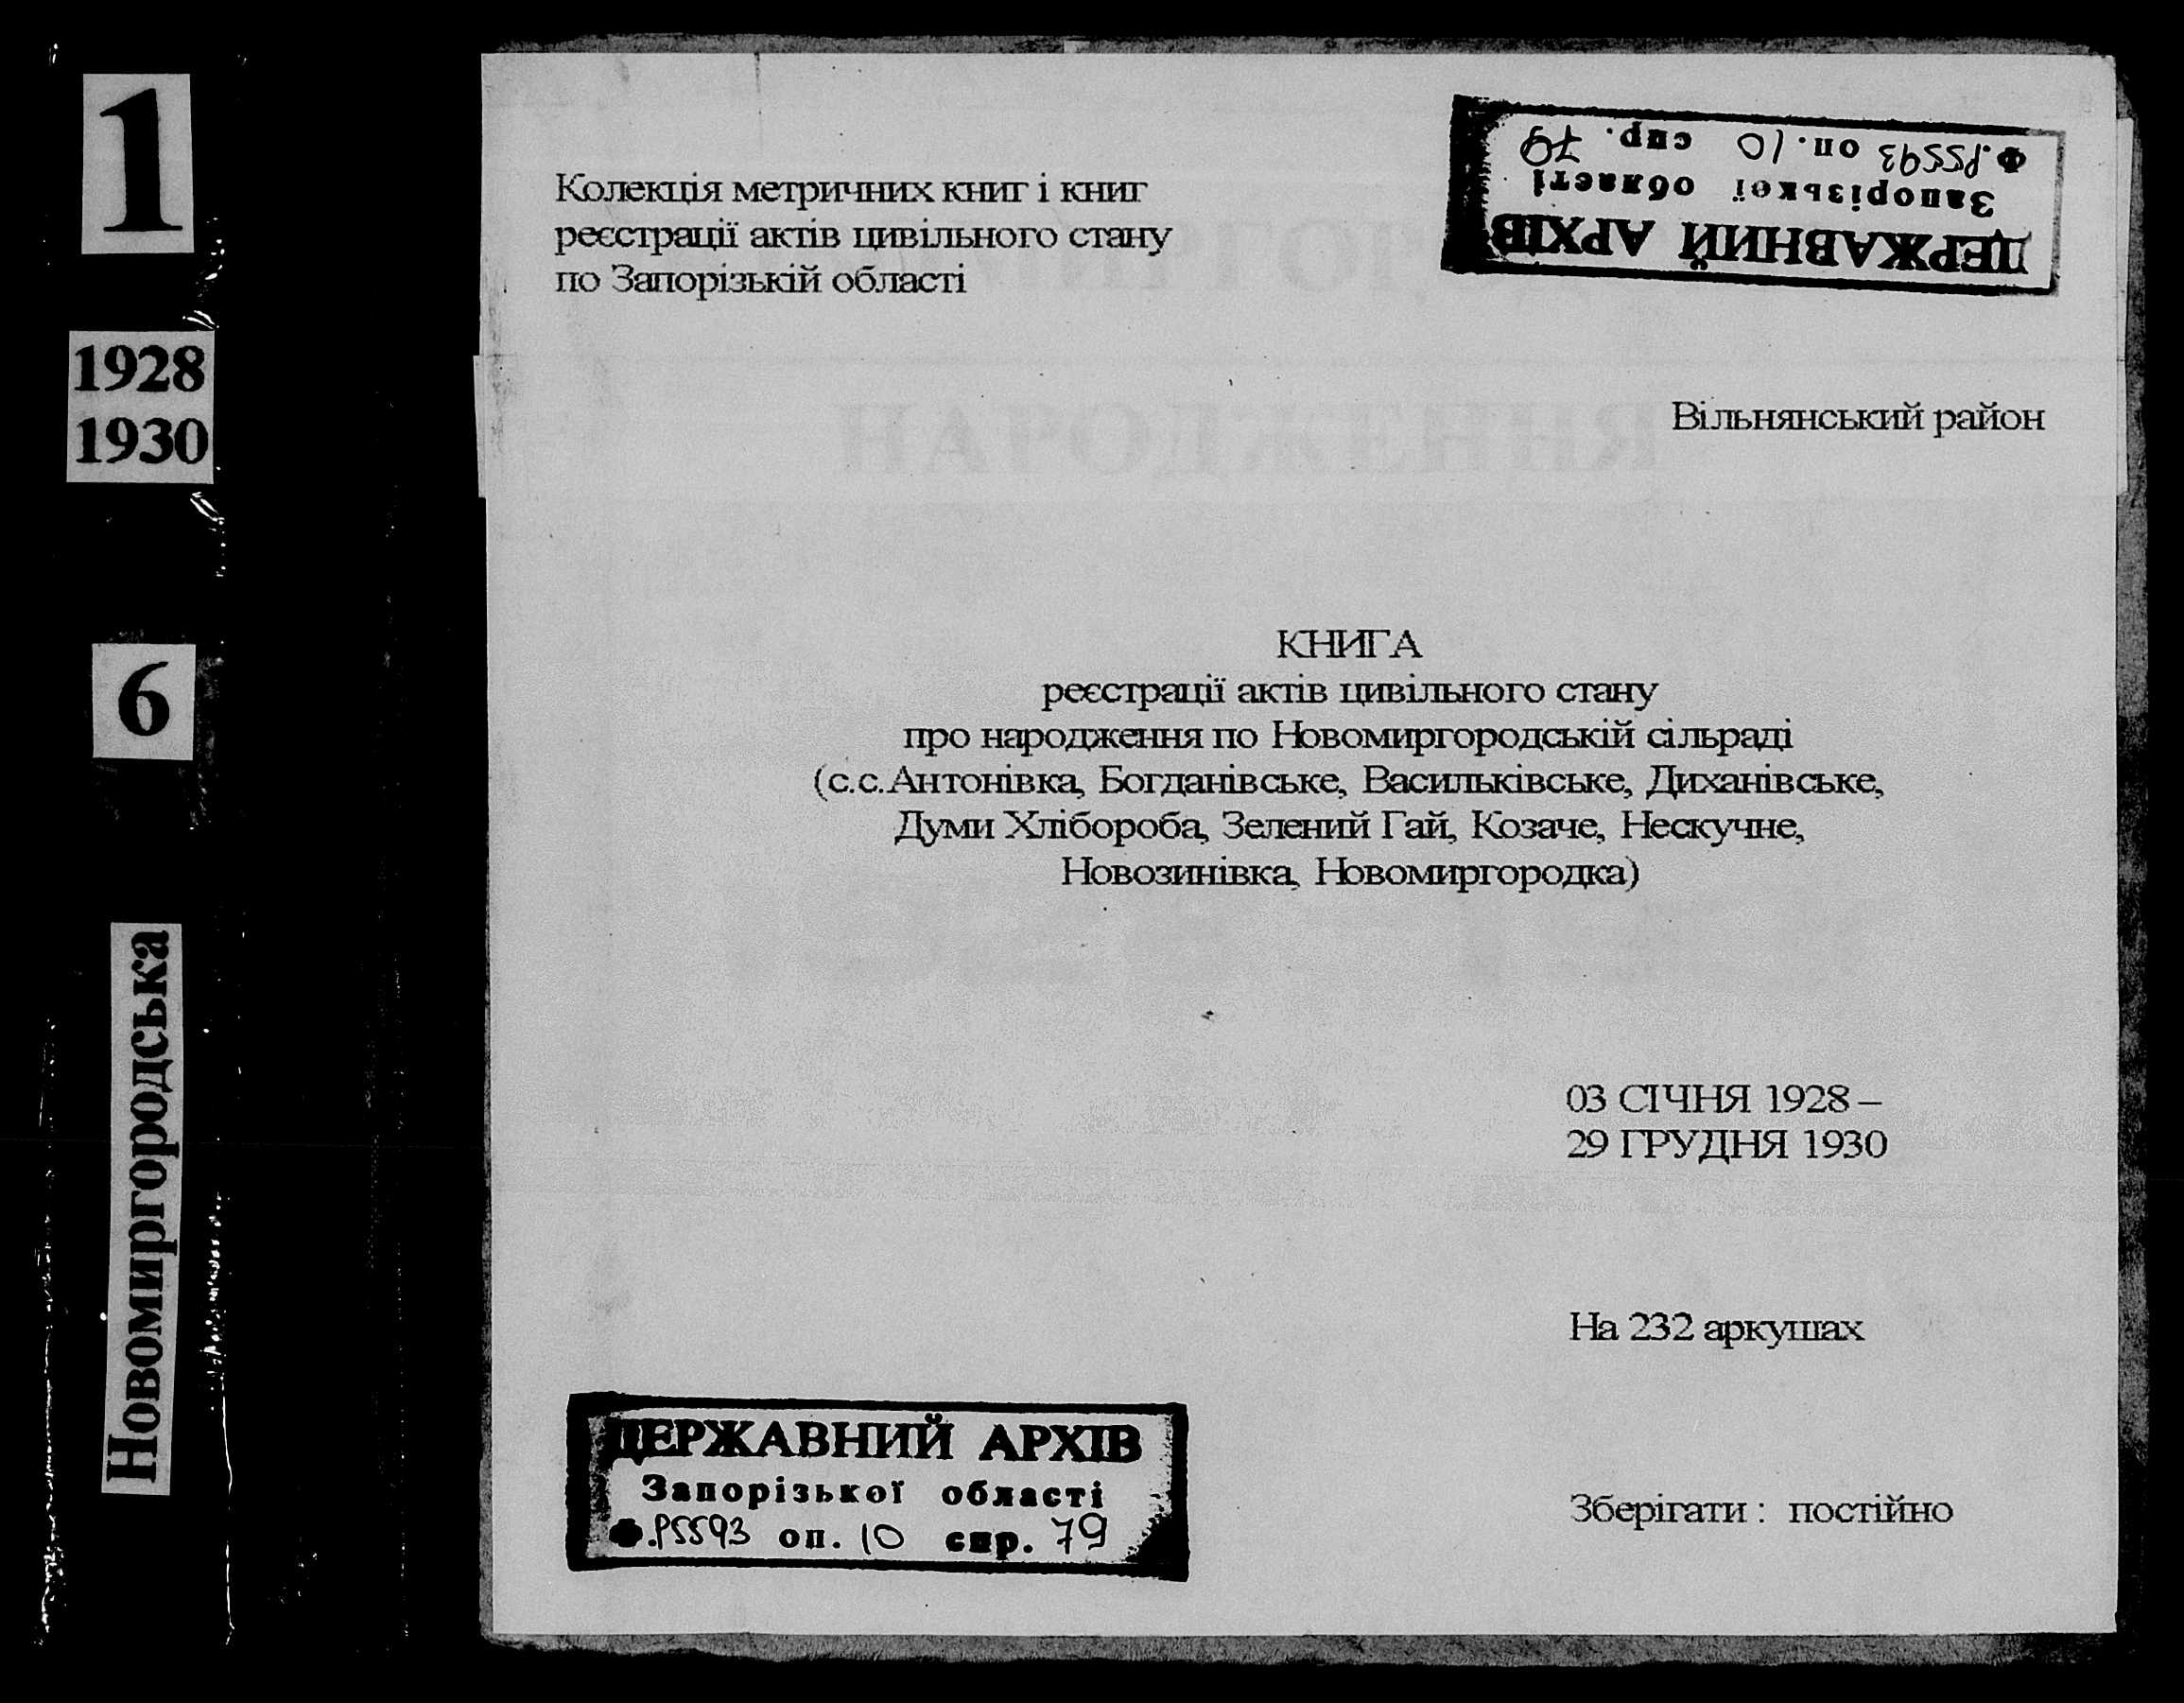 1
1928
1930
6
Новомиргородська
Колекція метричних книг і книг
реєстрації актів цивільного стану
по Запорізькій області
ДЕРЖАВНИЙ АРХІВ
Запорізької області
Ф.Р5593 оп. 10 спр. 79
Вільнянський район
КНИГА
реєстрації актів цивільного стану
про народження по Новомиргородській сільраді
(с.с.Антонівка, Богданівське, Васильківське, Диханівське,
Думи Хлібороба, Зелений Гай, Козаче, Нескучне,
Новозинівка, Новомиргородка)
03 СІЧНЯ 1928 –
29 ГРУДНЯ 1930
На 232 аркушах
ДЕРЖАВНИЙ АРХІВ
Запорізької області
Ф.Р5593 оп. 10 спр. 79
Зберігати : постійно